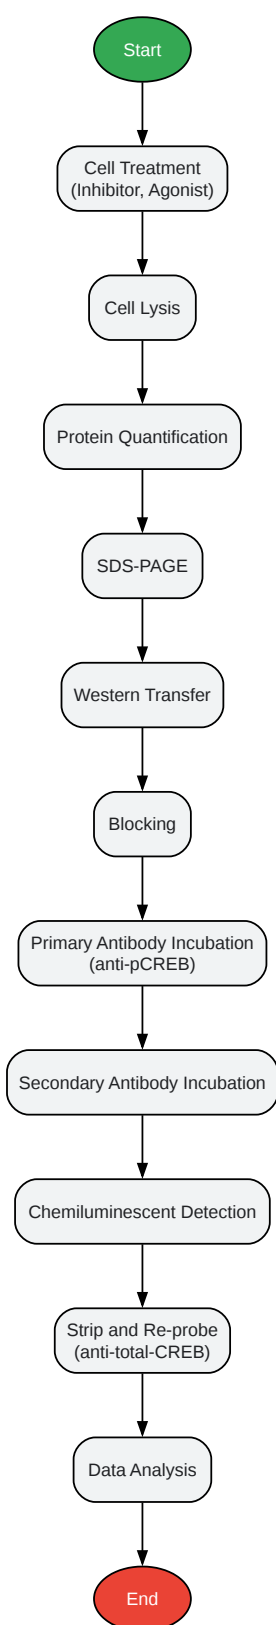 Start
Cell Treatment
(Inhibitor, Agonist)
Cell Lysis
Protein Quantification
SDS-PAGE
Western Transfer
Blocking
Primary Antibody Incubation
(anti-pCREB)
Secondary Antibody Incubation
Chemiluminescent Detection
Strip and Re-probe
(anti-total-CREB)
Data Analysis
End